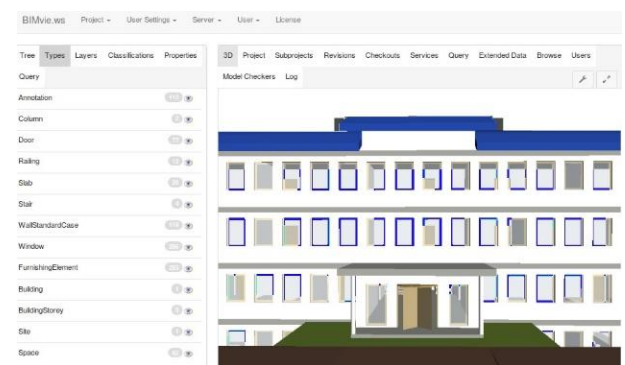 BIMvie.ws Project User Settings Server User License
Tree Types Layers Classifications Properties
Query
3D Project Subprojects Revisions Checkouts Services Query Extended Data Browse Users
Model Checkers Log
Annotation
Column
Door
Railing
Slab
Stair
WallStandardCase
Window
FurnishingElement
Building
BuildingStorey
Site
Space